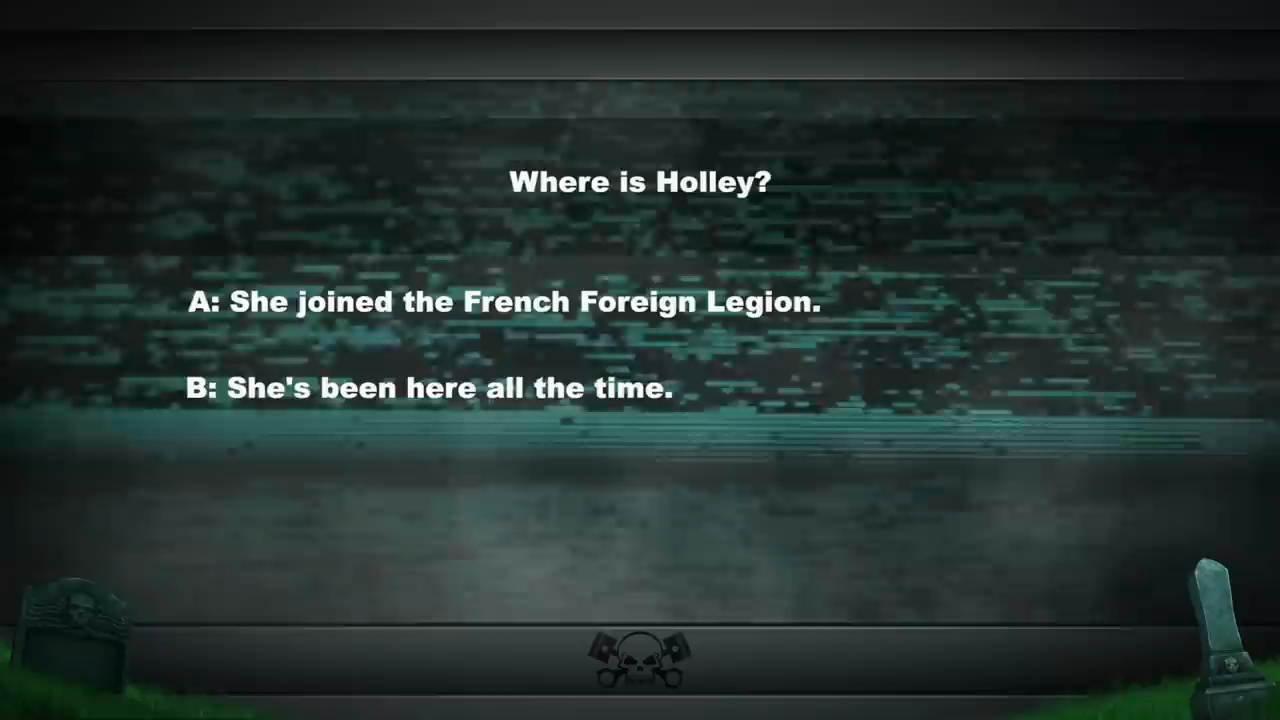 Where is Holley?
A: She joined the French Foreign Legion.
B: She's been here all the time.